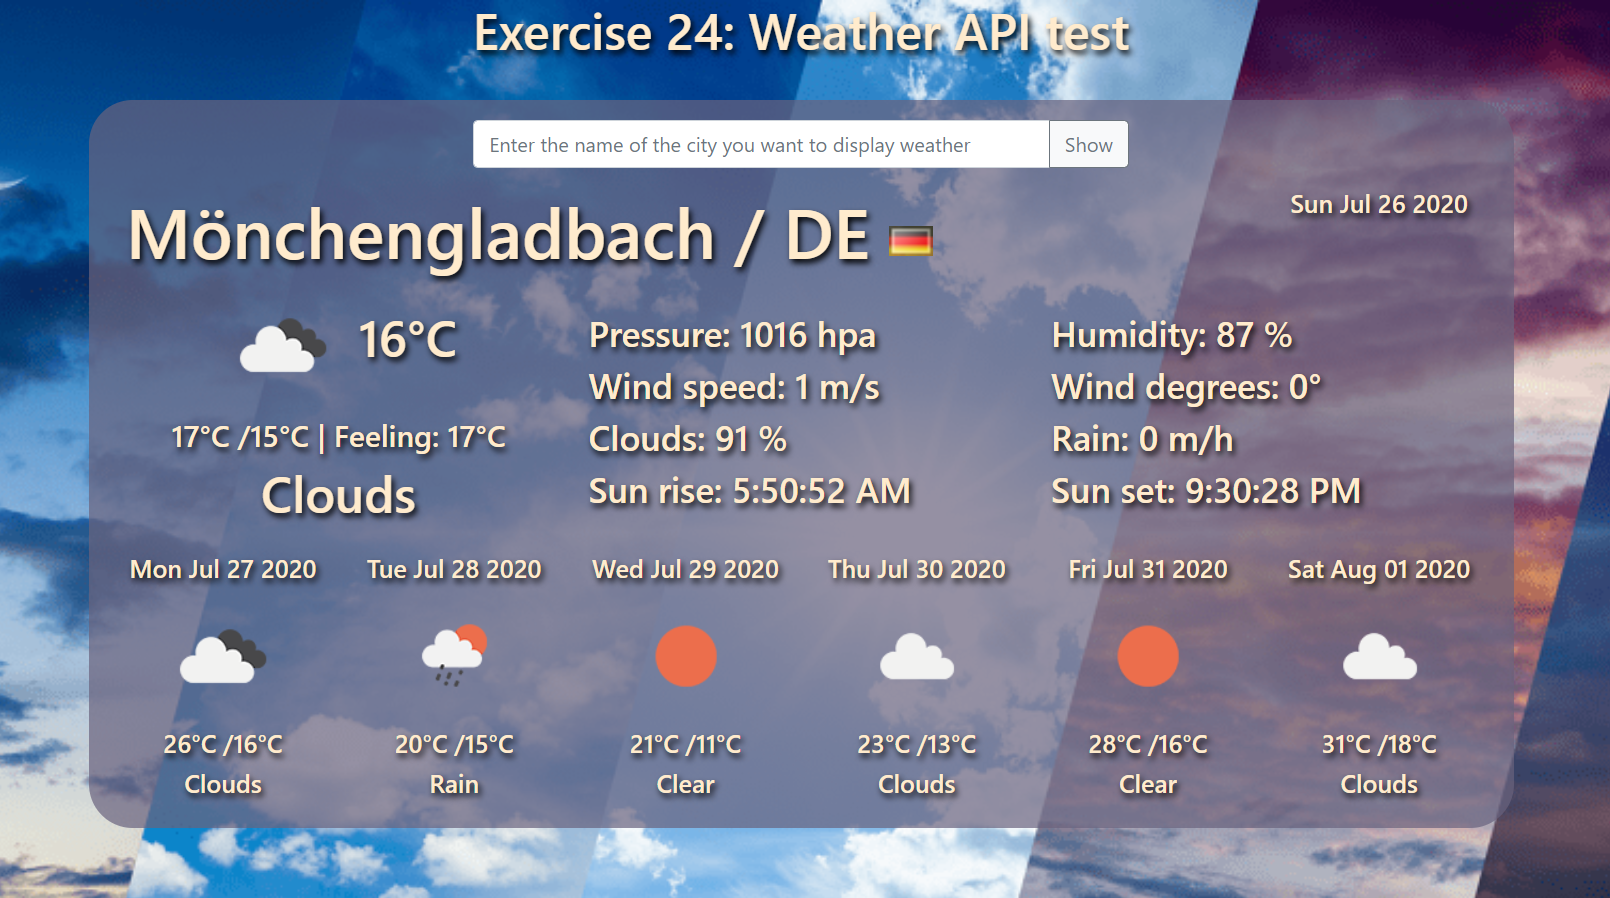 Exercise 24: Weather API test
Enter the name of the city you want to display weather
Show
Sun Jul 26 2020
Mönchengladbach / DE
16°C
17°C /15°C | Feeling: 17°C
Clouds
Pressure: 1016 hpa
Wind speed: 1 m/s
Clouds: 91 %
Sun rise: 5:50:52 AM
Humidity: 87 %
Wind degrees: 0°
Rain: 0 m/h
Sun set: 9:30:28 PM
Mon Jul 27 2020
26°C /16°C
Clouds
Tue Jul 28 2020
20°C /15°C
Rain
Wed Jul 29 2020
21°C /11°C
Clear
Thu Jul 30 2020
23°C /13°C
Clouds
Fri Jul 31 2020
28°C /16°C
Clear
Sat Aug 01 2020
31°C /18°C
Clouds